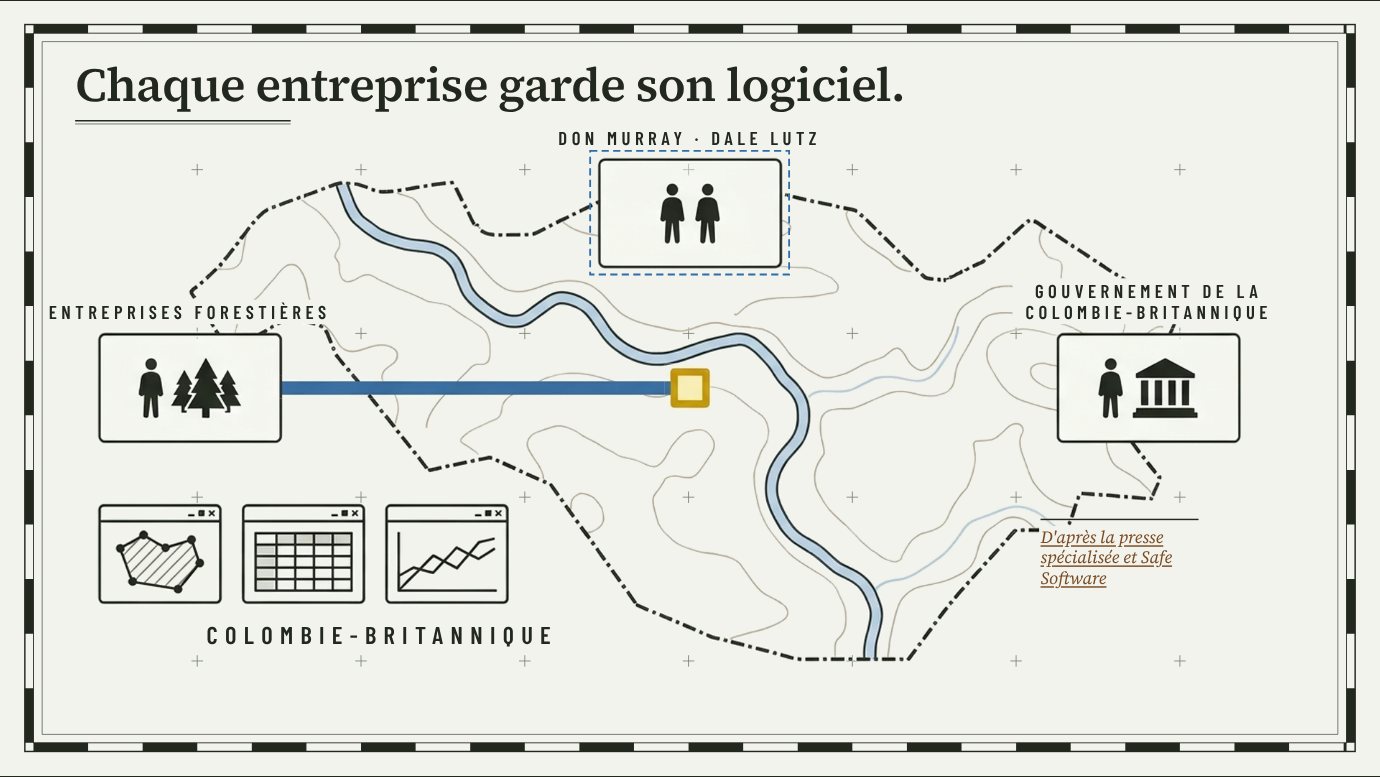 Chaque entreprise garde son logiciel.
DON MURRAY · DALE LUTZ
ENTREPRISES FORESTIÈRES
GOUVERNEMENT DE LA
COLOMBIE-BRITANNIQUE
D'après la presse
spécialisée et Safe
Software
COLOMBIE-BRITANNIQUE